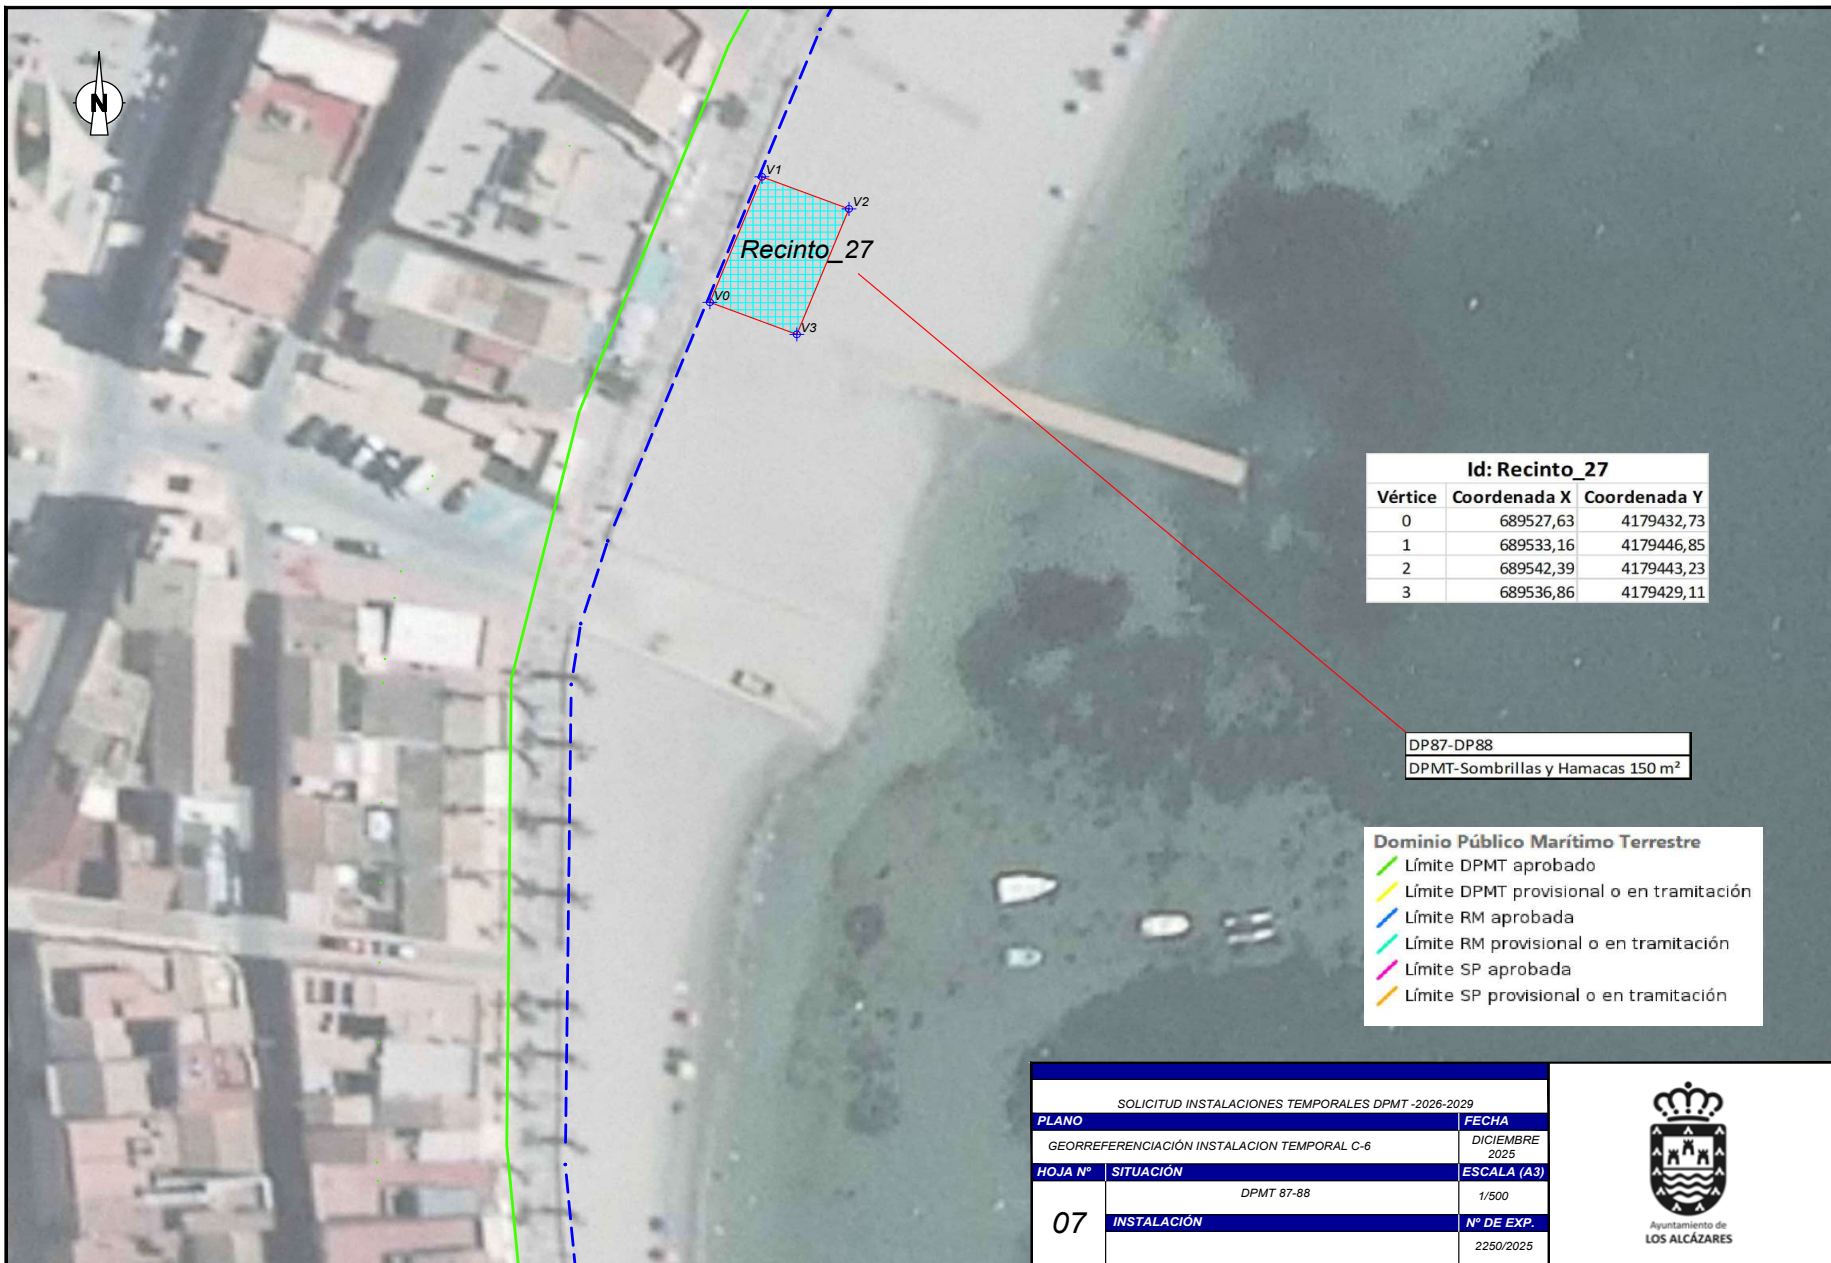 N
V1
V2
Recinto_27
V0
V3
Id: Recinto_27
Vértice Coordenada X Coordenada Y
0 689527,63 4179432,73
1 689533,16 4179446,85
2 689542,39 4179443,23
3 689536,86 4179429,11
DP87-DP88
DPMT-Sombrillas y Hamacas 150 m²
Dominio Público Marítimo Terrestre
Límite DPMT aprobado
Límite DPMT provisional o en tramitación
Límite RM aprobada
Límite RM provisional o en tramitación
Límite SP aprobada
Límite SP provisional o en tramitación
SOLICITUD INSTALACIONES TEMPORALES DPMT -2026-2029
PLANO FECHA
GEORREFERENCIACIÓN INSTALACION TEMPORAL C-6 DICIEMBRE 2025
HOJA Nº SITUACIÓN ESCALA (A3)
DPMT 87-88 1/500
07
INSTALACIÓN Nº DE EXP.
2250/2025
Ayuntamiento de
LOS ALCÁZARES